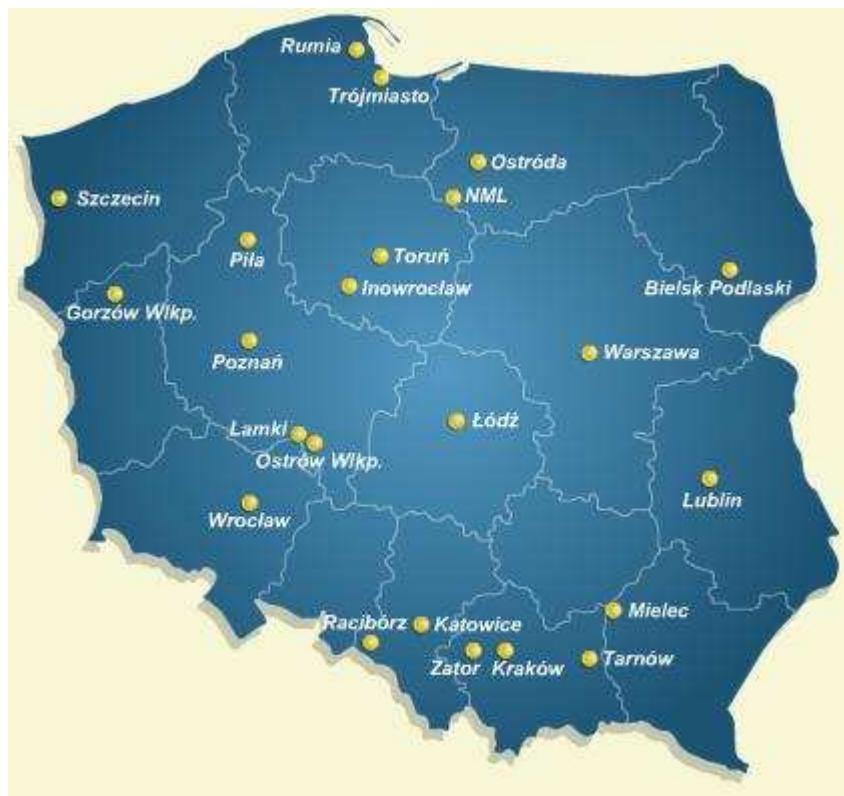 Rumia
Trójmiasto
Ostróda
NML
Szczecin
Piła
Toruń
Inowrocław
Bielsk Podlaski
Gorzów Wlkp.
Poznań
Warszawa
Łódź
Lamki
Ostrów Wlkp.
Lublin
Wrocław
Mielec
Racibórz
Katowice
Zator
Kraków
Tarnów